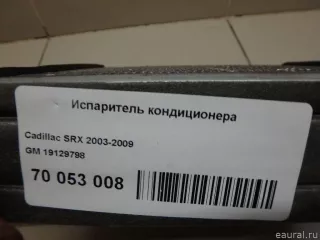 Испаритель кондиционера
Cadillac SRX 2003-2009
GM 19129798
70 053 008
eaural.ru